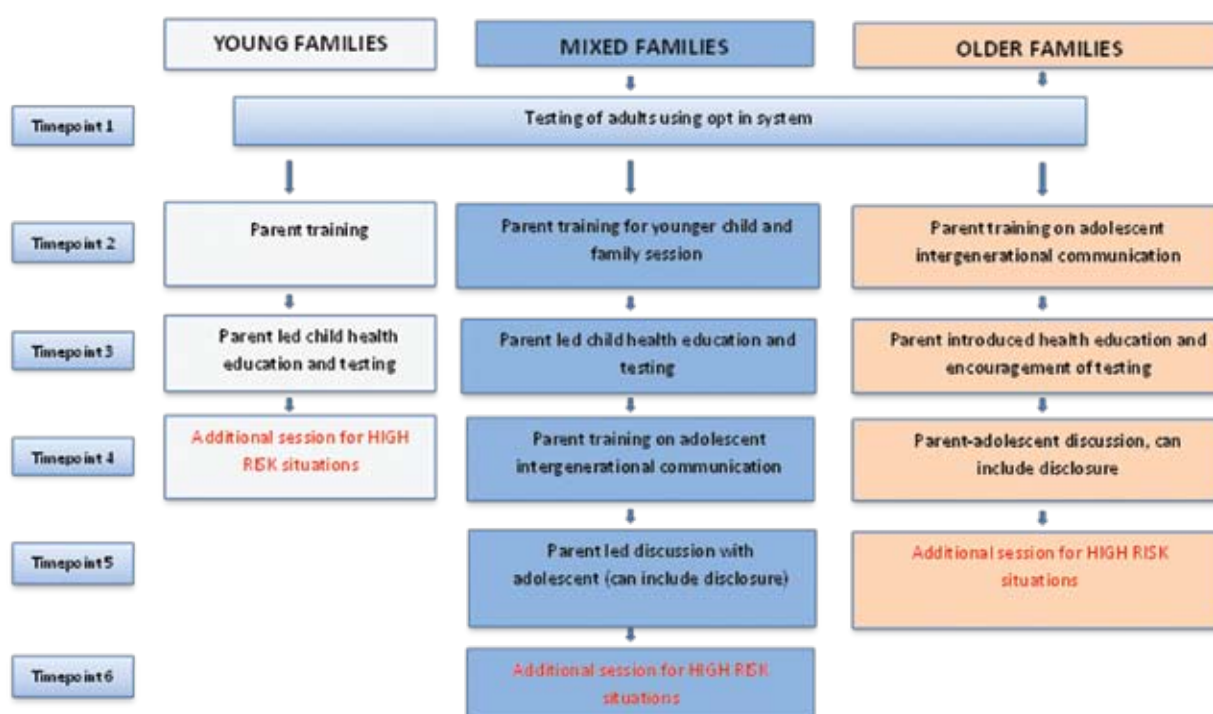 YOUNG FAMILIES
MIXED FAMILIES
OLDER FAMILIES
Timepoint 1
Testing of adults using opt in system
Timepoint 2
Parent training
Parent training for younger child and
family session
Parent training on adolescent
intergenerational communication
Timepoint 3
Parent led child health
education and testing
Parent led child health education and
testing
Parent introduced health education and
encouragement of testing
Timepoint 4
Additional session for HIGH
RISK situations
Parent training on adolescent
intergenerational communication
Parent-adolescent discussion, can
include disclosure
Timepoint 5
Parent led discussion with
adolescent (can include disclosure)
Additional session for HIGH RISK
situations
Timepoint 6
Additional session for HIGH RISK
situations